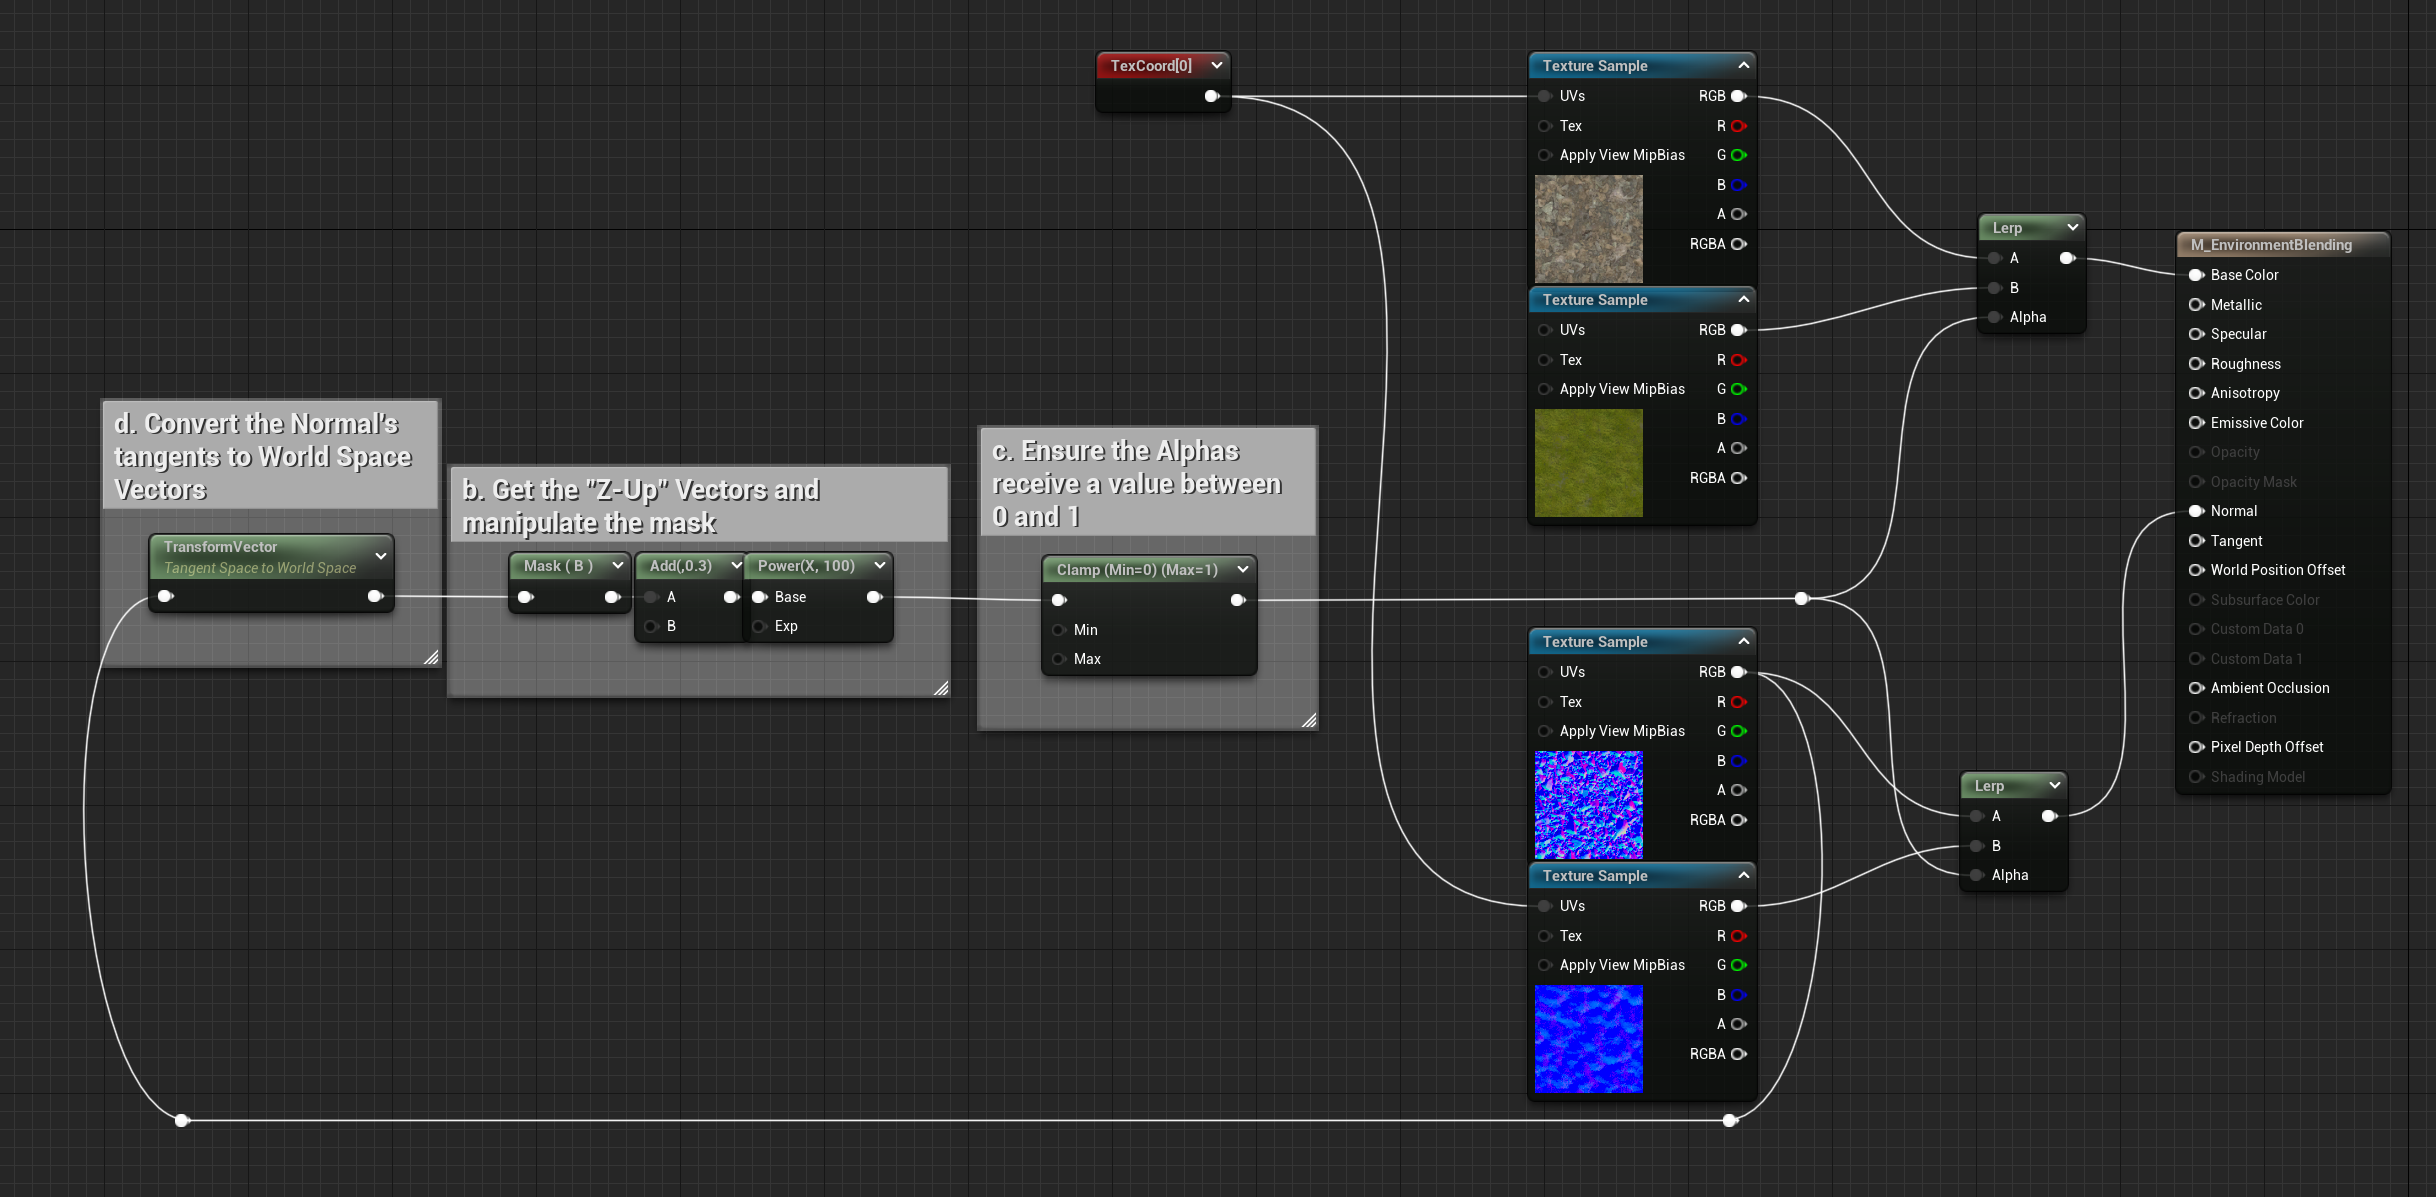 TexCoord[0]
Texture Sample
UVs RGB
Tex R
Apply View MipBias G
B
A
RGBA
Texture Sample
UVs RGB
Tex R
Apply View MipBias G
B
A
RGBA
Lerp
A
B
Alpha
M_EnvironmentBlending
Base Color
Metallic
Specular
Roughness
Anisotropy
Emissive Color
Opacity
Opacity Mask
Normal
Tangent
World Position Offset
Subsurface Color
Custom Data 0
Custom Data 1
Ambient Occlusion
Refraction
Pixel Depth Offset
Shading Model
d. Convert the Normal's
tangents to World Space
Vectors
TransformVector
Tangent Space to World Space
b. Get the "Z-Up" Vectors and
manipulate the mask
Mask ( B )
Add(,0.3)
A
B
Power(X, 100)
Base
Exp
c. Ensure the Alphas
receive a value between
0 and 1
Clamp (Min=0) (Max=1)
Min
Max
Texture Sample
UVs RGB
Tex R
Apply View MipBias G
B
A
RGBA
Texture Sample
UVs RGB
Tex R
Apply View MipBias G
B
A
RGBA
Lerp
A
B
Alpha